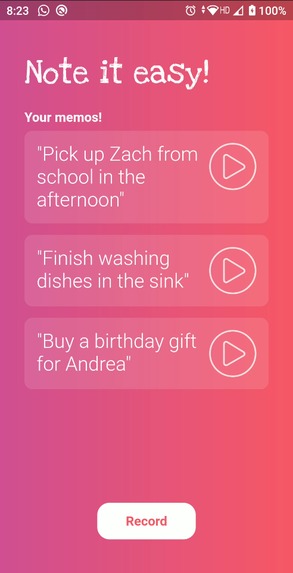 8:23
HD 100%
Note it easy!
Your memos!
"Pick up Zach from
school in the
afternoon"
"Finish washing
dishes in the sink"
"Buy a birthday gift
for Andrea"
Record